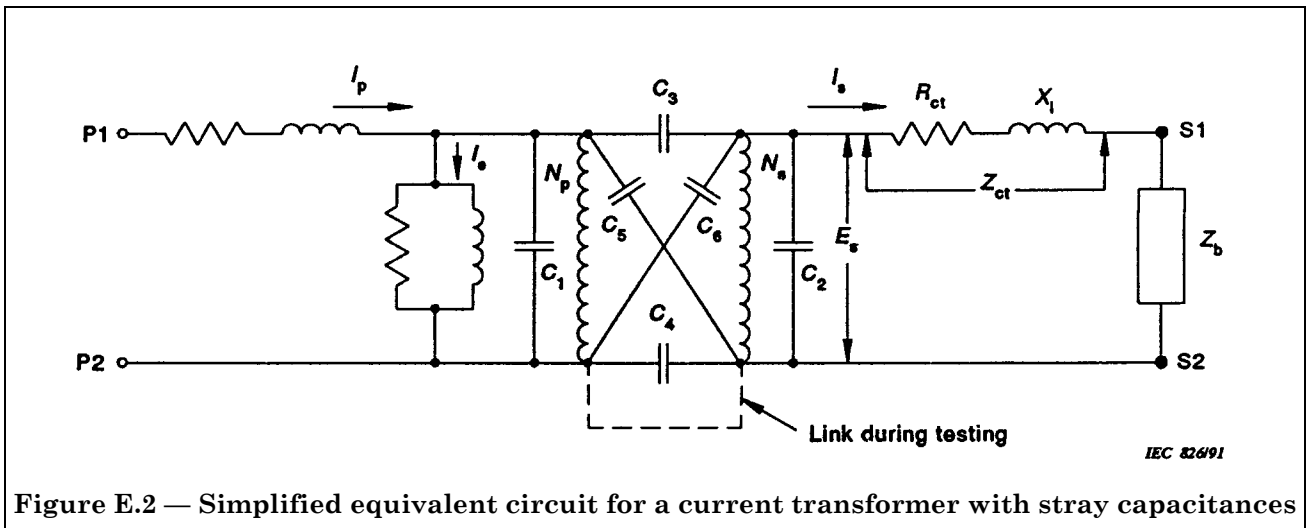 Ip
Is
Rct
Xl
C3
P1
S1
Ie
Np
Ns
Zct
C5
C6
Es
Zb
C1
C2
C4
P2
S2
Link during testing
IEC 826/91
Figure E.2 — Simplified equivalent circuit for a current transformer with stray capacitances